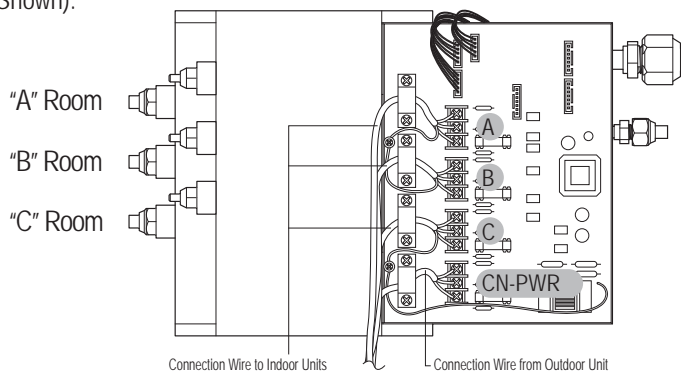 Shown):
"A" Room
"B" Room
"C" Room
A
B
C
CN-PWR
Connection Wire to Indoor Units
Connection Wire from Outdoor Unit